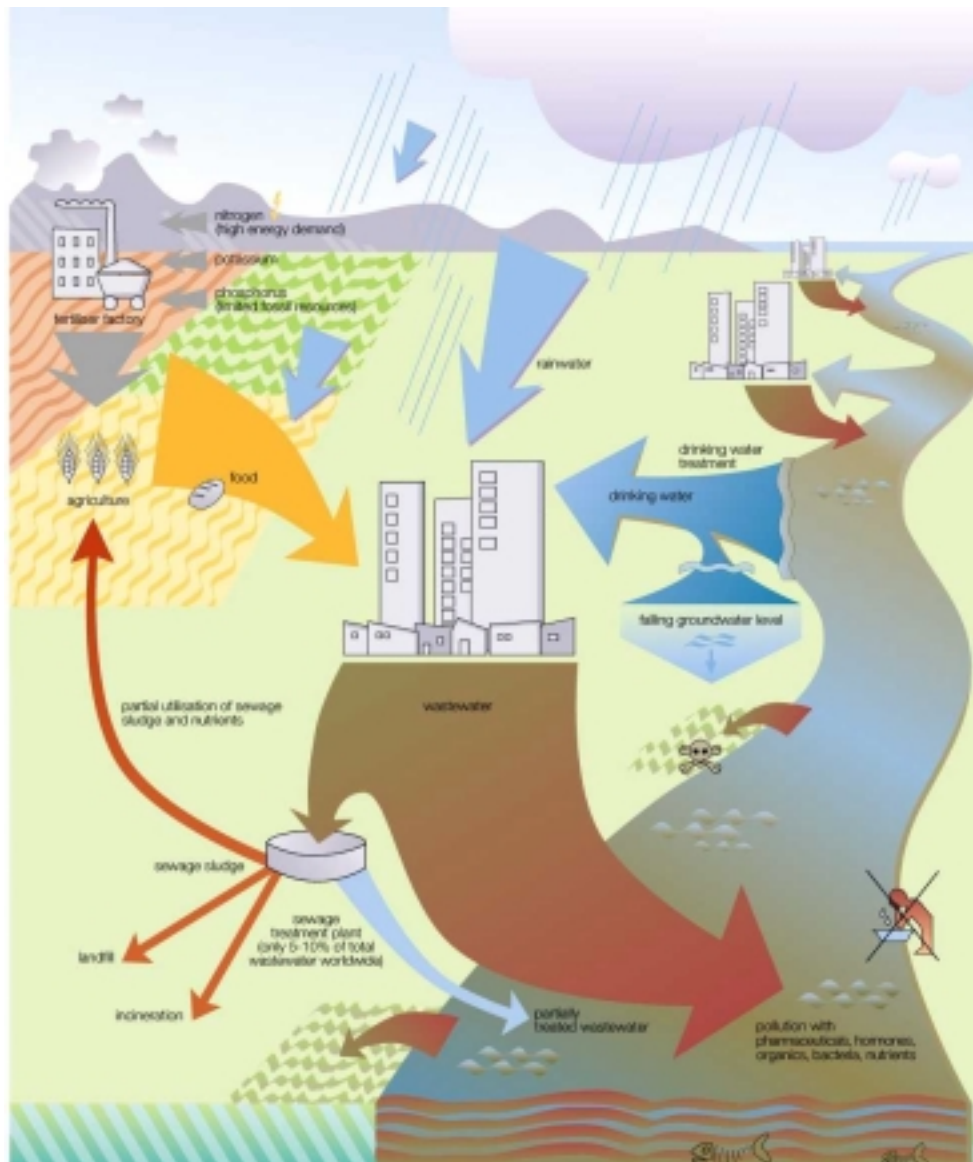 nitrogen
(high energy demand)
potassium
phosphorus
(limited fossil resources)
fertilizer factory
rainwater
drinking water
treatment
drinking water
food
agriculture
falling groundwater level
partial utilisation of sewage
sludge and nutrients
wastewater
sewage sludge
sewage
treatment plant
(only 5-10% of total
wastewater worldwide)
landfill
incineration
partially
treated wastewater
pollution with
pharmaceuticals, hormones,
organics, bacteria, nutrients